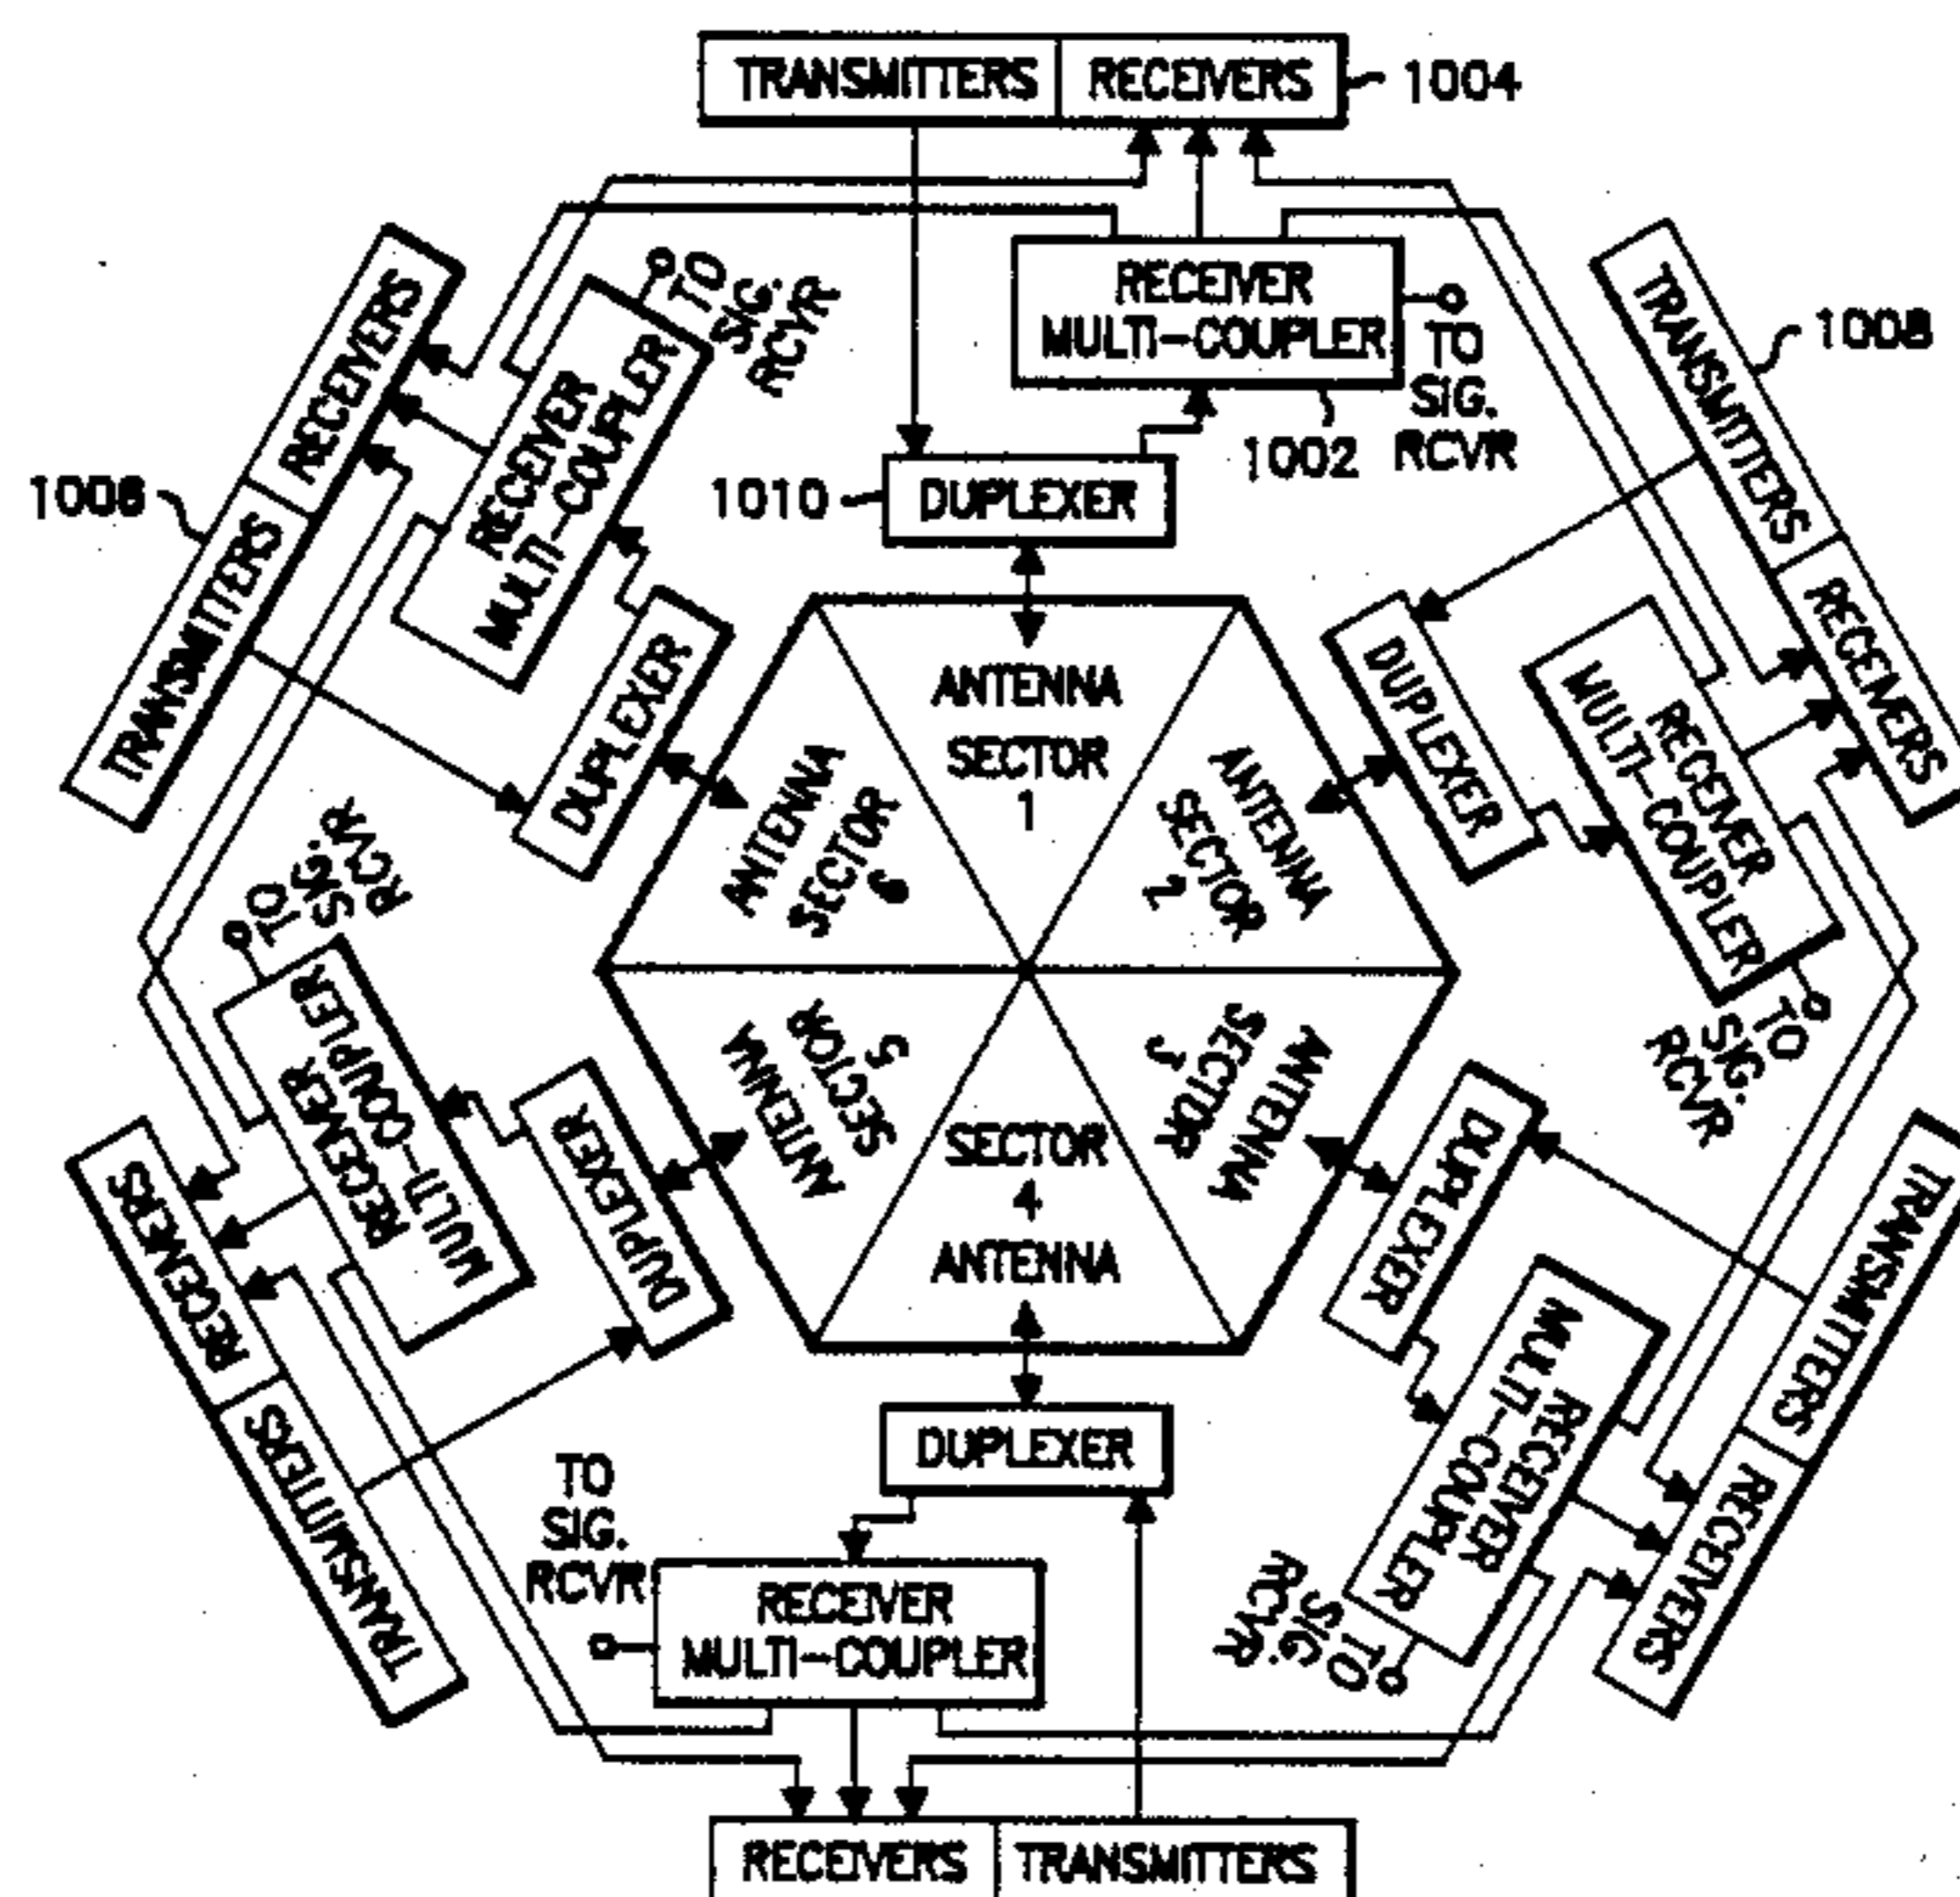 TRANSMITTERS RECEIVERS 1004
RECEIVER
MULTI-COUPLER
TO
SIG.
RCVR
1002
1010 DUPLEXER
ANTENNA
SECTOR
1
TRANSMITTERS RECEIVERS
1008
DUPLEXER
RECEIVER
MULTI-COUPLER
TO
SIG.
RCVR
ANTENNA
SECTOR
2
TRANSMITTERS RECEIVERS
DUPLEXER
RECEIVER
MULTI-COUPLER
TO
SIG.
RCVR
ANTENNA
SECTOR
3
SECTOR
4
ANTENNA
DUPLEXER
TO
SIG.
RCVR
RECEIVER
MULTI-COUPLER
RECEIVERS TRANSMITTERS
ANTENNA
SECTOR
5
DUPLEXER
RECEIVER
MULTI-COUPLER
TO
SIG.
RCVR
RECEIVERS TRANSMITTERS
ANTENNA
SECTOR
6
DUPLEXER
RECEIVER
MULTI-COUPLER
TO
SIG.
RCVR
TRANSMITTERS RECEIVERS